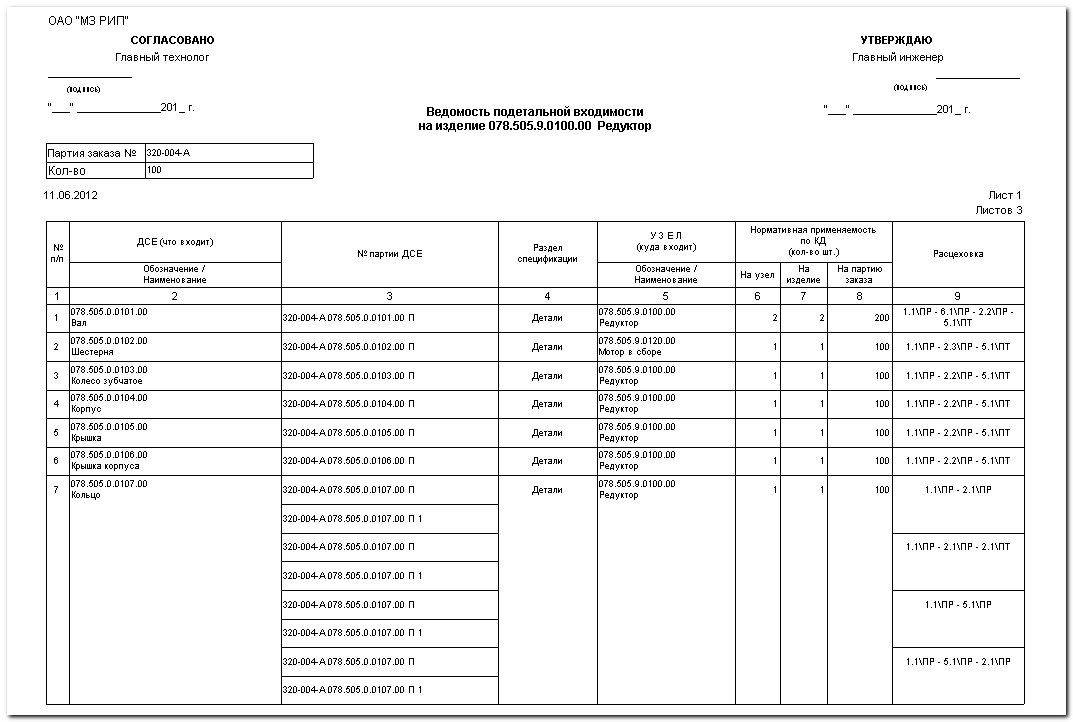 ОАО "МЗ РИП"
СОГЛАСОВАНО
Главный технолог
(подпись)
"___" ______________201_ г.
УТВЕРЖДАЮ
Главный инженер
(подпись)
"___" ______________201_ г.
Ведомость подетальной входимости
на изделие 078.505.9.0100.00 Редуктор
Партия заказа № 320-004-А
Кол-во 100
11.06.2012
Лист 1
Листов 3
№ п/п
ДСЕ (что входит)
Обозначение /
Наименование
№ партии ДСЕ
Раздел
спецификации
У З Е Л
(куда входит)
Обозначение /
Наименование
Нормативная применяемость
по КД
(кол-во шт.)
На узел
На
изделие
На партию
заказа
Расцеховка
1 2 3 4 5 6 7 8 9
1 078.505.0.0101.00 320-004-А 078.505.0.0101.00 П Детали 078.505.9.0100.00 2 2 200 1.1\ПР - 6.1\ПР - 2.2\ПР -
Вал Редуктор 5.1\ПТ
2 078.505.0.0102.00 320-004-А 078.505.0.0102.00 П Детали 078.505.9.0120.00 1 1 100 1.1\ПР - 2.3\ПР - 5.1\ПТ
Шестерня Мотор в сборе
3 078.505.0.0103.00 320-004-А 078.505.0.0103.00 П Детали 078.505.9.0100.00 1 1 100 1.1\ПР - 2.2\ПР - 5.1\ПТ
Колесо зубчатое Редуктор
4 078.505.0.0104.00 320-004-А 078.505.0.0104.00 П Детали 078.505.9.0100.00 1 1 100 1.1\ПР - 2.2\ПР - 5.1\ПТ
Корпус Редуктор
5 078.505.0.0105.00 320-004-А 078.505.0.0105.00 П Детали 078.505.9.0100.00 1 1 100 1.1\ПР - 2.2\ПР - 5.1\ПТ
Крышка Редуктор
6 078.505.0.0106.00 320-004-А 078.505.0.0106.00 П Детали 078.505.9.0100.00 1 1 100 1.1\ПР - 2.2\ПР - 5.1\ПТ
Крышка корпуса Редуктор
7 078.505.0.0107.00 320-004-А 078.505.0.0107.00 П Детали 078.505.9.0100.00 1 1 100 1.1\ПР - 2.1\ПР
Кольцо Редуктор
320-004-А 078.505.0.0107.00 П 1
320-004-А 078.505.0.0107.00 П 1.1\ПР - 2.1\ПР - 2.1\ПТ
320-004-А 078.505.0.0107.00 П 1
320-004-А 078.505.0.0107.00 П 1.1\ПР - 5.1\ПР
320-004-А 078.505.0.0107.00 П 1
320-004-А 078.505.0.0107.00 П 1.1\ПР - 5.1\ПР - 2.1\ПР
320-004-А 078.505.0.0107.00 П 1